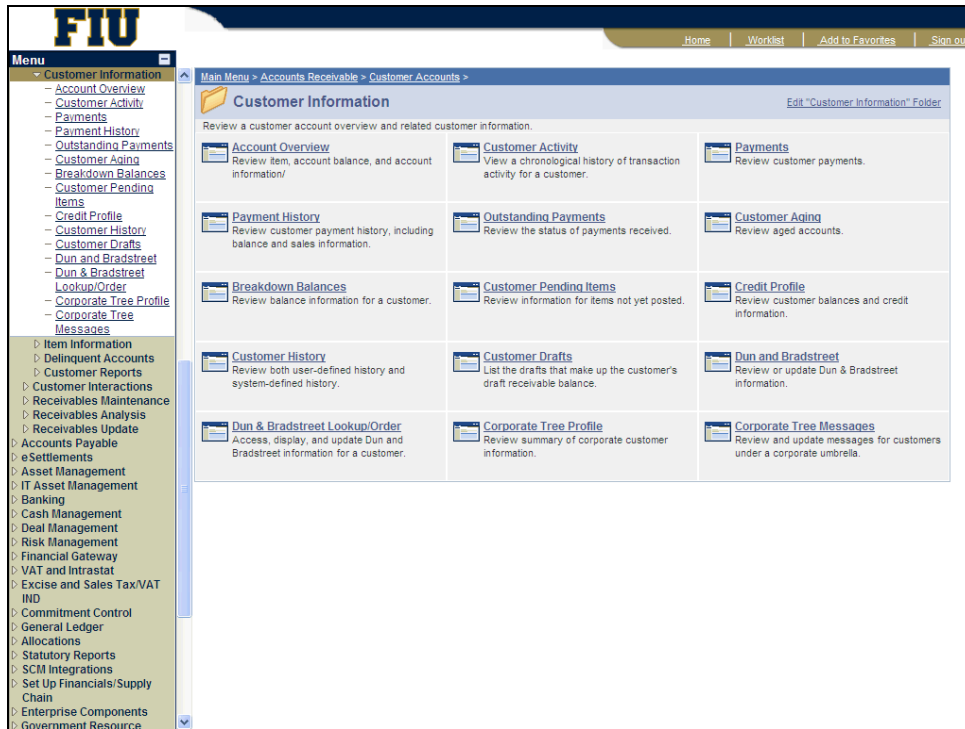 FIU
Home
Worklist
Add to Favorites
Sign ou
Menu
Customer Information
Account Overview
Customer Activity
Payments
Payment History
Outstanding Payments
Customer Aging
Breakdown Balances
Customer Pending
Items
Credit Profile
Customer History
Customer Drafts
Dun and Bradstreet
Dun & Bradstreet
Lookup/Order
Corporate Tree Profile
Corporate Tree
Messages
Item Information
Delinquent Accounts
Customer Reports
Customer Interactions
Receivables Maintenance
Receivables Analysis
Receivables Update
Accounts Payable
eSettlements
Asset Management
IT Asset Management
Banking
Cash Management
Deal Management
Risk Management
Financial Gateway
VAT and Intrastat
Excise and Sales Tax/VAT
IND
Commitment Control
General Ledger
Allocations
Statutory Reports
SCM Integrations
Set Up Financials/Supply
Chain
Enterprise Components
Government Resource
Main Menu > Accounts Receivable > Customer Accounts >
Customer Information
Edit "Customer Information" Folder
Review a customer account overview and related customer information.
Account Overview
Review item, account balance, and account
information/
Customer Activity
View a chronological history of transaction
activity for a customer.
Payments
Review customer payments.
Payment History
Review customer payment history, including
balance and sales information.
Outstanding Payments
Review the status of payments received.
Customer Aging
Review aged accounts.
Breakdown Balances
Review balance information for a customer.
Customer Pending Items
Review information for items not yet posted.
Credit Profile
Review customer balances and credit
information.
Customer History
Review both user-defined history and
system-defined history.
Customer Drafts
List the drafts that make up the customer's
draft receivable balance.
Dun and Bradstreet
Review or update Dun & Bradstreet
information.
Dun & Bradstreet Lookup/Order
Access, display, and update Dun and
Bradstreet information for a customer.
Corporate Tree Profile
Review summary of corporate customer
information.
Corporate Tree Messages
Review and update messages for customers
under a corporate umbrella.